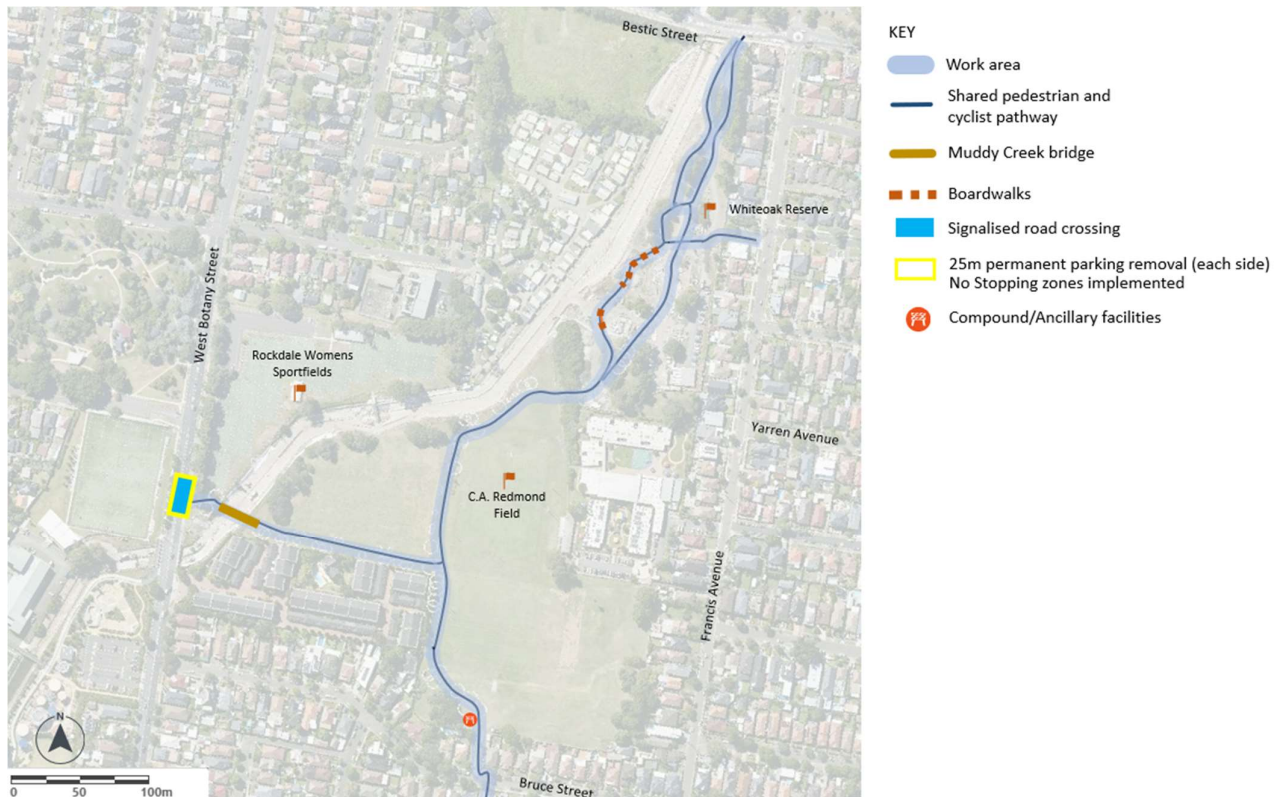 Bestic Street
Whiteoak Reserve
West Botany Street
Rockdale Womens
Sportfields
Yarren Avenue
C.A. Redmond
Field
Francis Avenue
Bruce Street
N
0 50 100m
KEY
Work area
Shared pedestrian and
cyclist pathway
Muddy Creek bridge
Boardwalks
Signalised road crossing
25m permanent parking removal (each side)
No Stopping zones implemented
Compound/Ancillary facilities